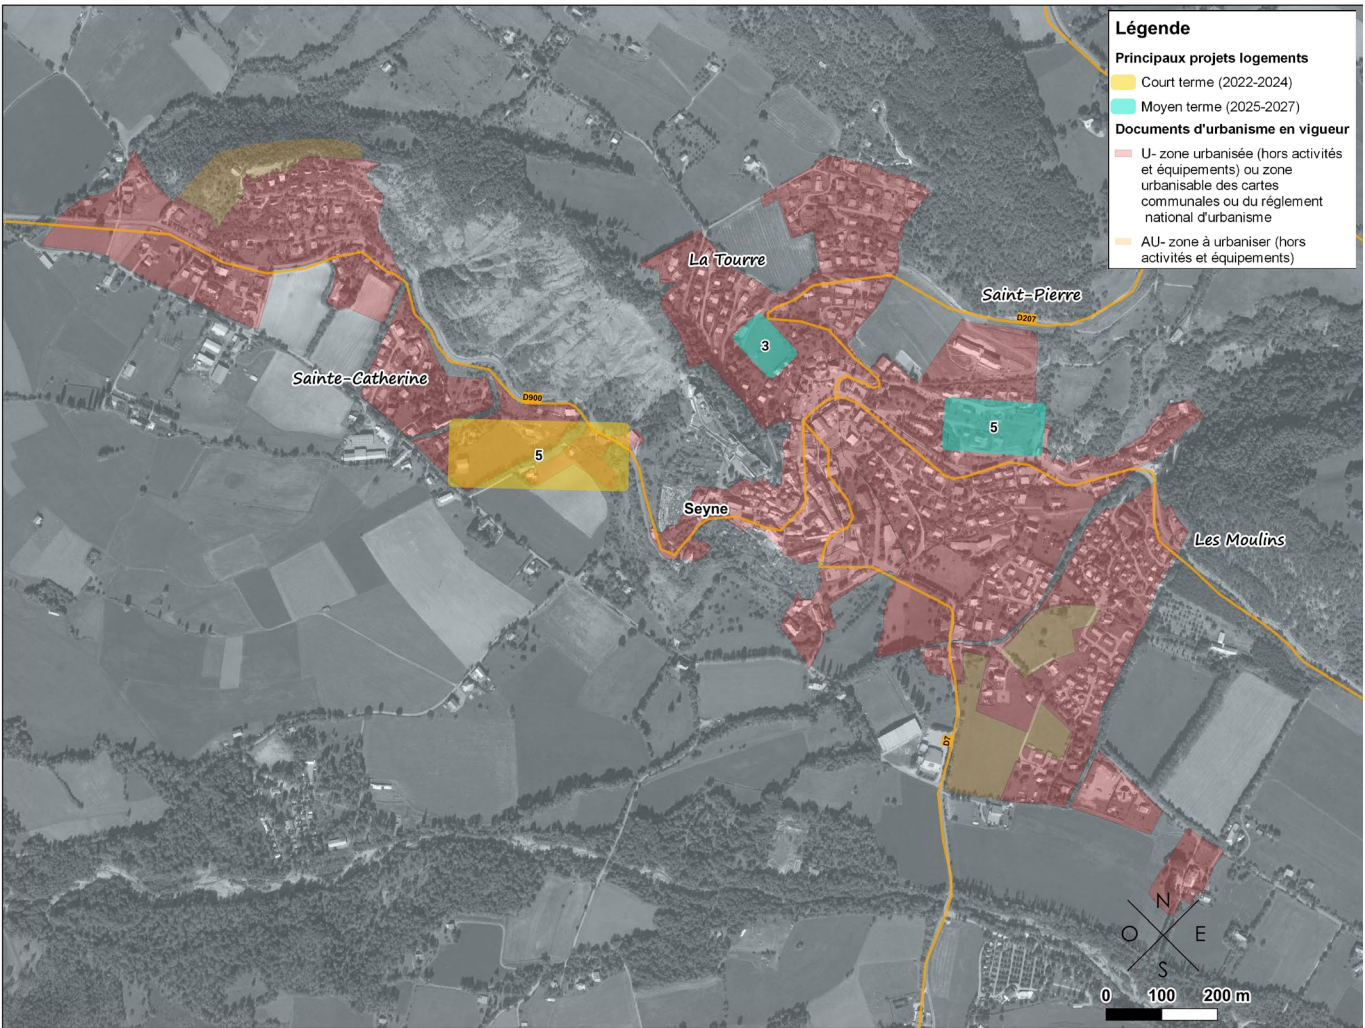 Légende
Principaux projets logements
Court terme (2022-2024)
Moyen terme (2025-2027)
Documents d'urbanisme en vigueur
U- zone urbanisée (hors activités
et équipements) ou zone
urbanisable des cartes
communales ou du réglement
national d'urbanisme
AU- zone à urbaniser (hors
activités et équipements)
La Tourre
Saint-Pierre
D207
3
Sainte-Catherine
D900
5
5
Seyne
Les Moulins
D7
N
O
E
S
0 100 200 m